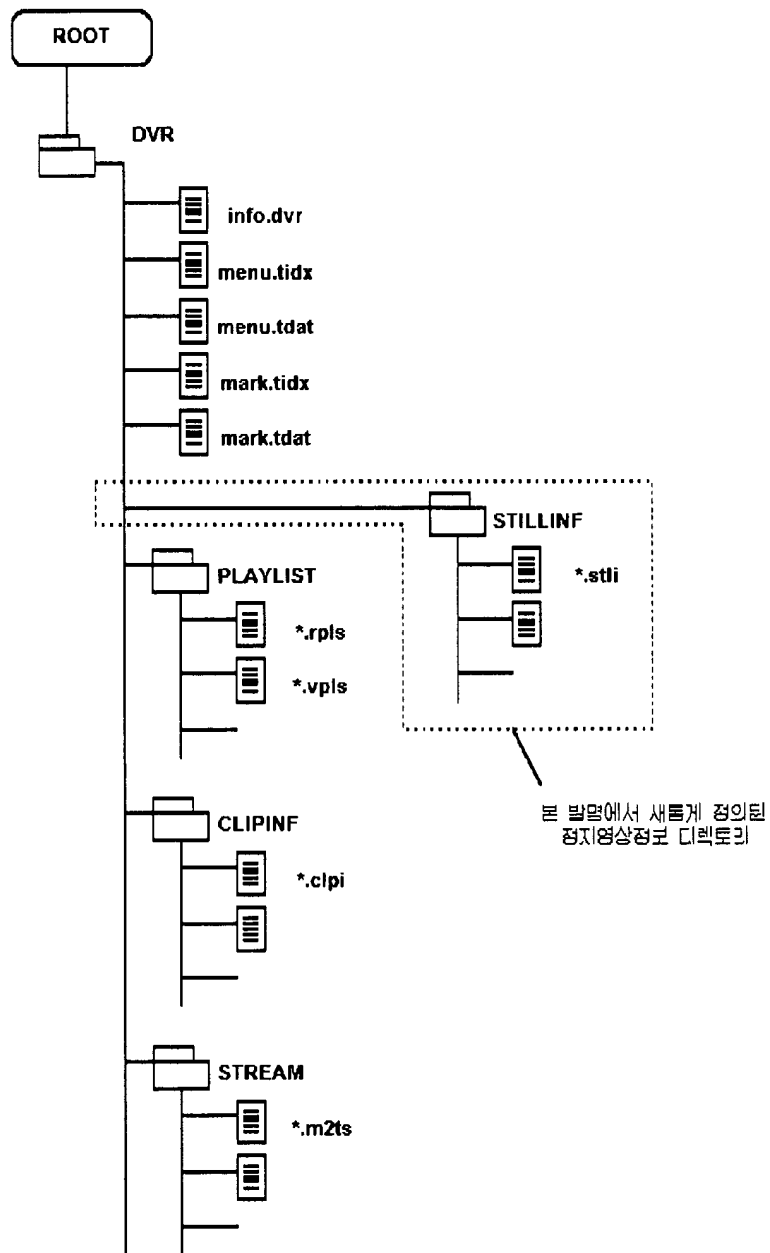 ROOT
DVR
info.dvr
menu.tidx
menu.tdat
mark.tidx
mark.tdat
STILLINF
*.stli
PLAYLIST
*.rpls
*.vpls
본 발명에서 새롭게 정의된
정지영상정보 디렉토리
CLIPINF
*.clpi
STREAM
*.m2ts